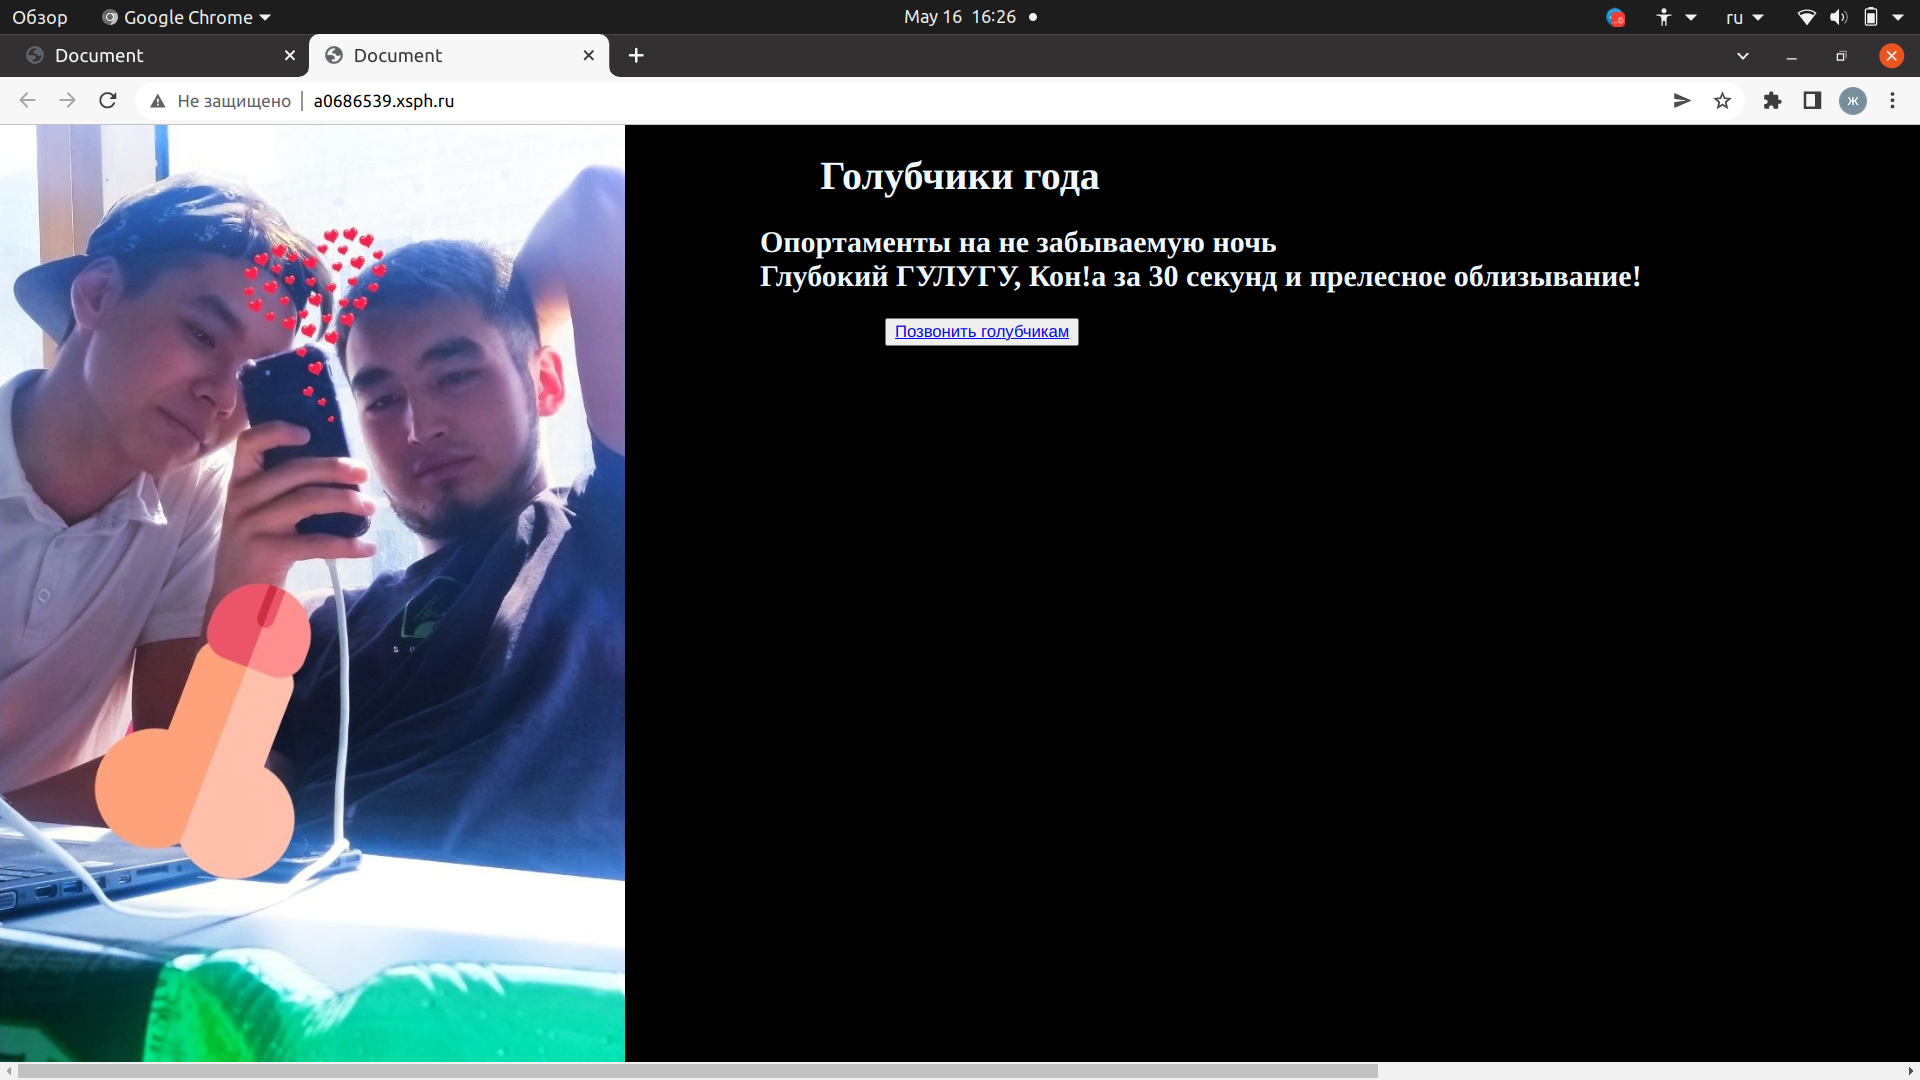 Обзор Google Chrome May 16 16:26 ru
Document Document
Не защищено a0686539.xsph.ru ж
Голубчики года
Опортаменты на не забываемую ночь
Глубокий ГУЛУГУ, Кон!а за 30 секунд и прелесное облизывание!
Позвонить голубчикам